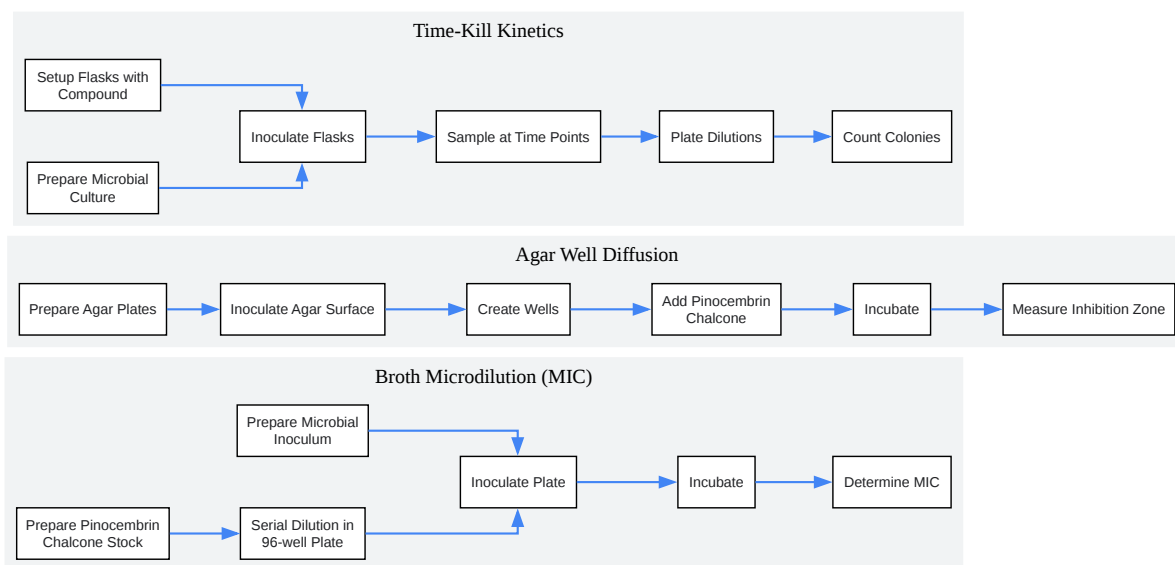 Time-Kill Kinetics
Setup Flasks with
Compound
Inoculate Flasks
Sample at Time Points
Plate Dilutions
Count Colonies
Prepare Microbial
Culture
Agar Well Diffusion
Prepare Agar Plates
Inoculate Agar Surface
Create Wells
Add Pinocembrin
Chalcone
Incubate
Measure Inhibition Zone
Broth Microdilution (MIC)
Prepare Microbial
Inoculum
Inoculate Plate
Incubate
Determine MIC
Prepare Pinocembrin
Chalcone Stock
Serial Dilution in
96-well Plate